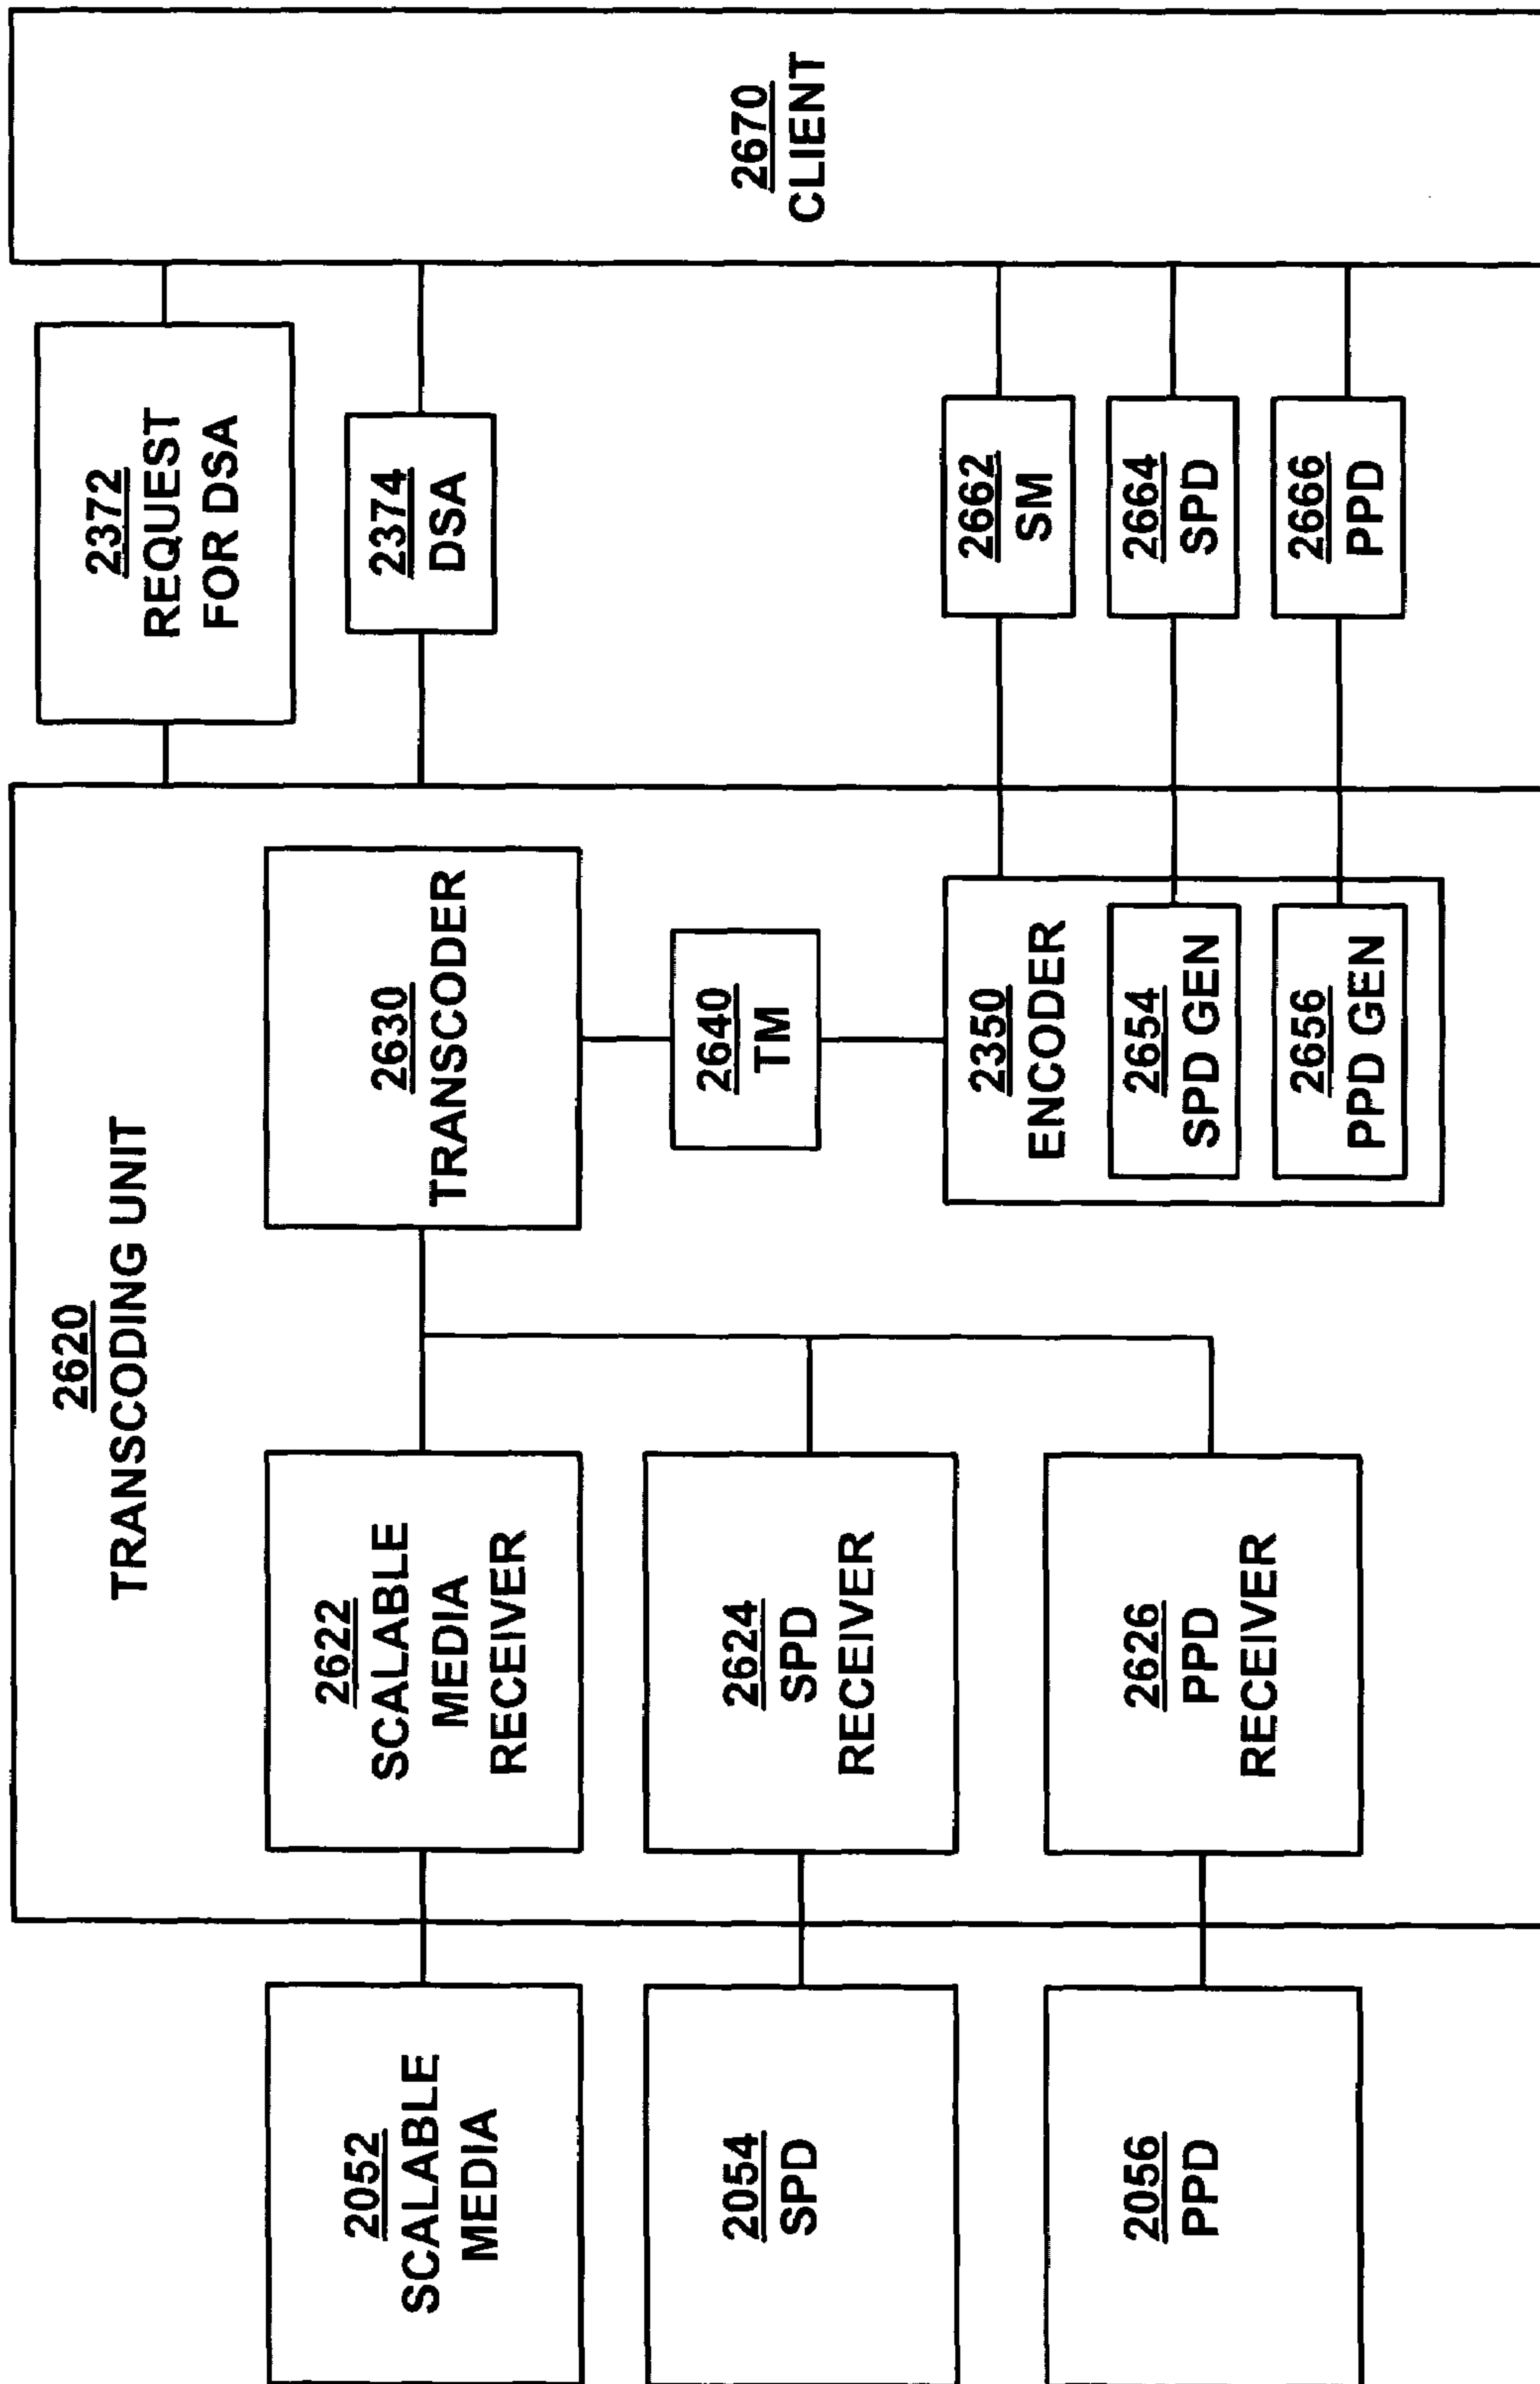 2052
SCALABLE
MEDIA
2054
SPD
2056
PPD
2620
TRANSCODING UNIT
2622
SCALABLE
MEDIA
RECEIVER
2624
SPD
RECEIVER
2626
PPD
RECEIVER
2630
TRANSCODER
2640
TM
2350
ENCODER
2654
SPD GEN
2656
PPD GEN
2372
REQUEST
FOR DSA
2374
DSA
2662
SM
2664
SPD
2666
PPD
2670
CLIENT